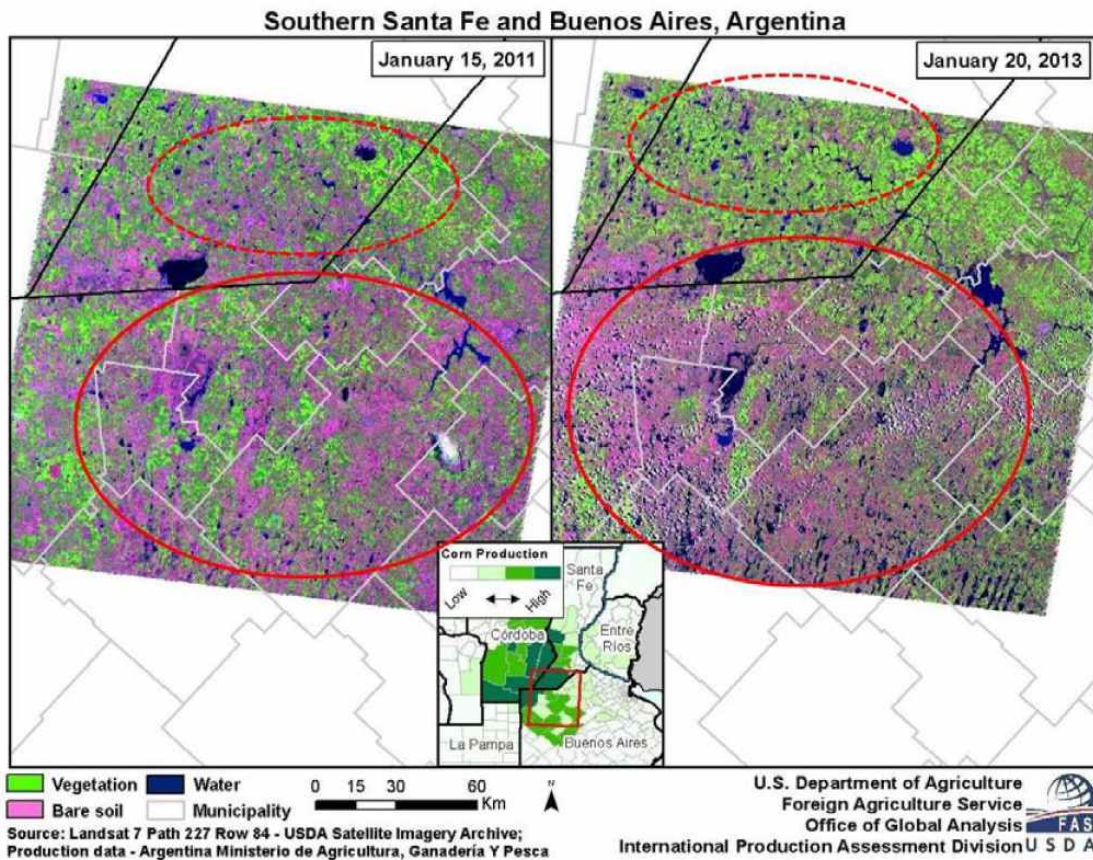 Southern Santa Fe and Buenos Aires, Argentina
January 15, 2011
January 20, 2013
Corn Production
Low
High
Santa
Fe
Córdoba
Entre
Ríos
La Pampa
Buenos Aires
Vegetation
Water
Bare soil
Municipality
0 15 30 60
Km
N
Source: Landsat 7 Path 227 Row 84 - USDA Satellite Imagery Archive;
Production data - Argentina Ministerio de Agricultura, Ganadería Y Pesca
U.S. Department of Agriculture
Foreign Agriculture Service
Office of Global Analysis
International Production Assessment Division
FAS
USDA